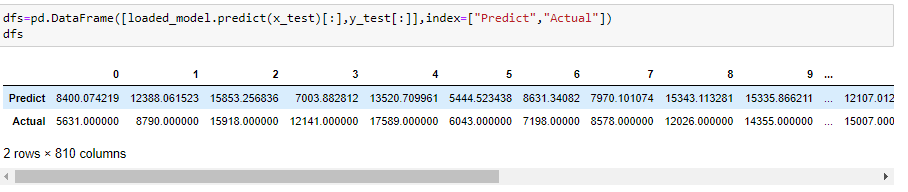 dfs=pd.DataFrame([loaded_model.predict(x_test)[:],y_test[:]],index=["Predict","Actual"])
dfs
0 1 2 3 4 5 6 7 8 9 ...
Predict 8400.074219 12388.061523 15853.256836 7003.882812 13520.709961 5444.523438 8631.34082 7970.101074 15343.113281 15335.866211 ... 12107.012
Actual 5631.000000 8790.000000 15918.000000 12141.000000 17589.000000 6043.000000 7198.00000 8578.000000 12026.000000 14355.000000 ... 15007.000
2 rows × 810 columns